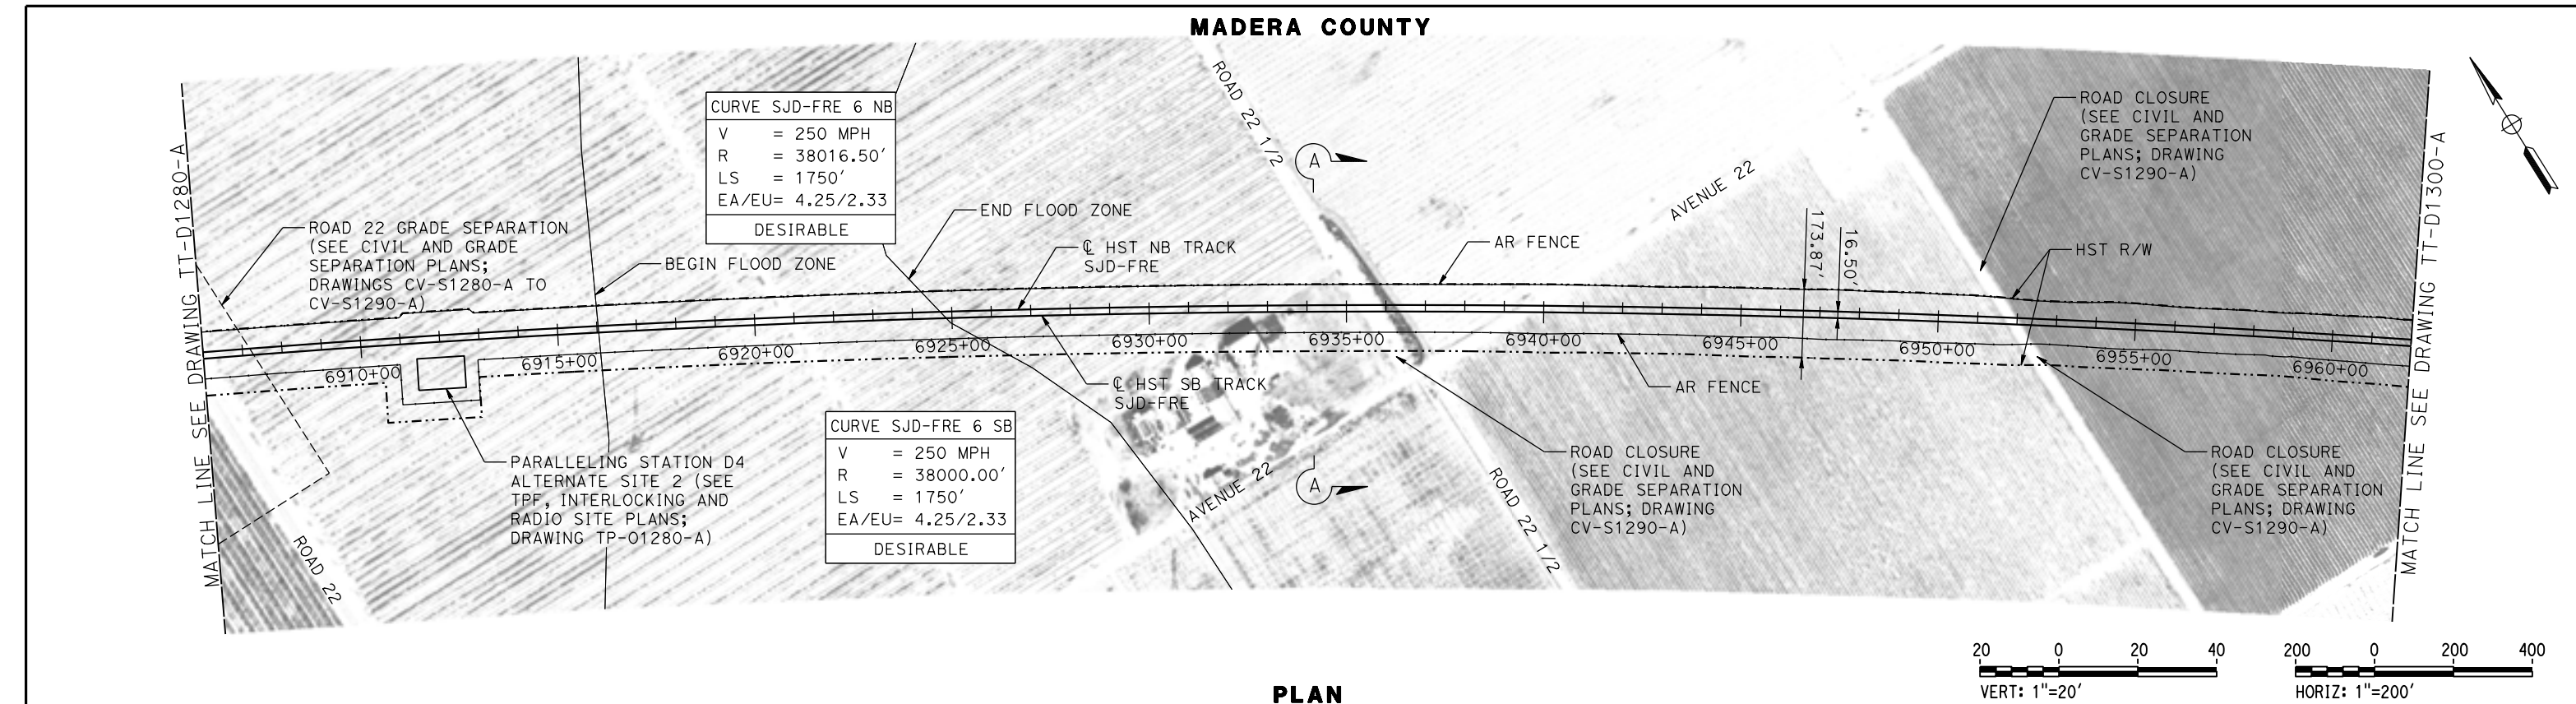 MADERA COUNTY
MATCH LINE SEE DRAWING TT-D1280-A
ROAD 22 GRADE SEPARATION
(SEE CIVIL AND GRADE
SEPARATION PLANS;
DRAWINGS CV-S1280-A TO
CV-S1290-A)
BEGIN FLOOD ZONE
CURVE SJD-FRE 6 NB
V = 250 MPH
R = 38016.50'
LS = 1750'
EA/EU= 4.25/2.33
DESIRABLE
END FLOOD ZONE
℄ HST NB TRACK
SJD-FRE
ROAD 22 1/2
A
AR FENCE
AVENUE 22
173.87'
16.50'
ROAD CLOSURE
(SEE CIVIL AND
GRADE SEPARATION
PLANS; DRAWING
CV-S1290-A)
HST R/W
MATCH LINE SEE DRAWING TT-D1300-A
6910+00
6915+00
6920+00
6925+00
6930+00
6935+00
6940+00
6945+00
6950+00
6955+00
6960+00
℄ HST SB TRACK
SJD-FRE
AR FENCE
PARALLELING STATION D4
ALTERNATE SITE 2 (SEE
TPF, INTERLOCKING AND
RADIO SITE PLANS;
DRAWING TP-O1280-A)
ROAD 22
CURVE SJD-FRE 6 SB
V = 250 MPH
R = 38000.00'
LS = 1750'
EA/EU= 4.25/2.33
DESIRABLE
AVENUE 22
A
ROAD 22 1/2
ROAD CLOSURE
(SEE CIVIL AND
GRADE SEPARATION
PLANS; DRAWING
CV-S1290-A)
ROAD CLOSURE
(SEE CIVIL AND
GRADE SEPARATION
PLANS; DRAWING
CV-S1290-A)
20 0 20 40
VERT: 1"=20'
200 0 200 400
HORIZ: 1"=200'
PLAN